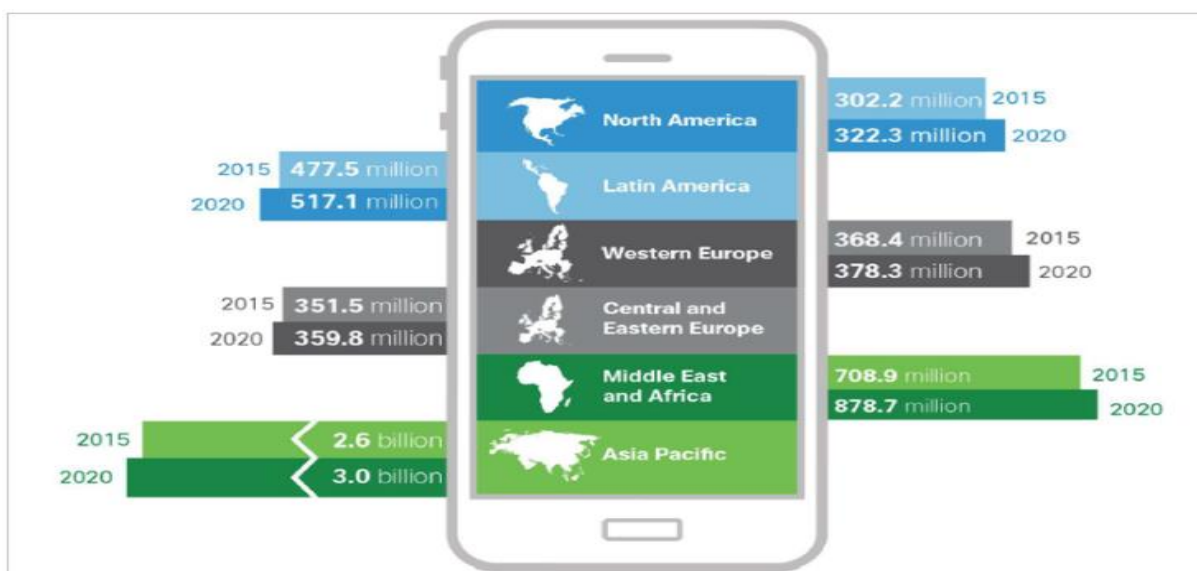 North America
302.2 million 2015
322.3 million 2020
2015 477.5 million
2020 517.1 million
Latin America
Western Europe
368.4 million 2015
378.3 million 2020
2015 351.5 million
2020 359.8 million
Central and
Eastern Europe
Middle East
and Africa
708.9 million 2015
878.7 million 2020
2015 2.6 billion
2020 3.0 billion
Asia Pacific